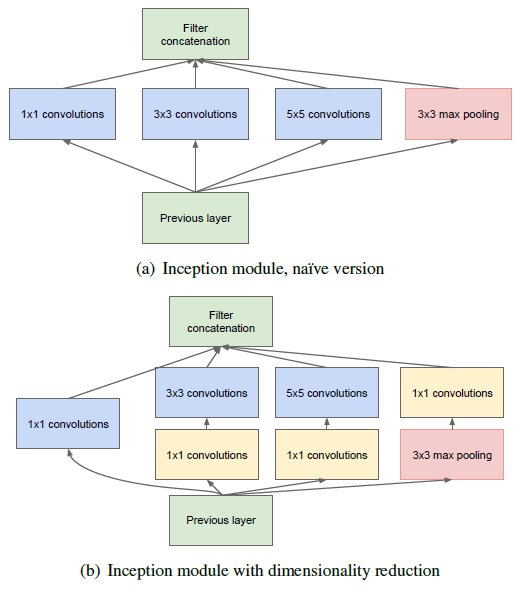 Filter
concatenation
1x1 convolutions
3x3 convolutions
5x5 convolutions
3x3 max pooling
Previous layer
(a) Inception module, naïve version
Filter
concatenation
3x3 convolutions
5x5 convolutions
1x1 convolutions
1x1 convolutions
1x1 convolutions
1x1 convolutions
3x3 max pooling
Previous layer
(b) Inception module with dimensionality reduction